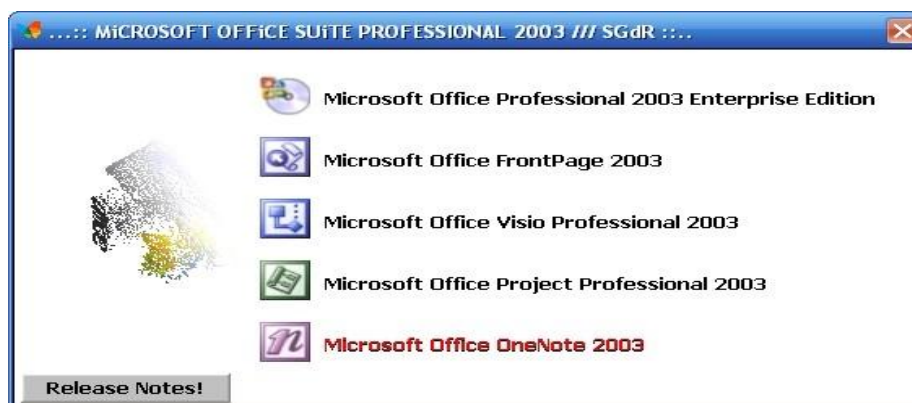 ...:: MiCROSOFT OFFiCE SUiTE PROFESSIONAL 2003 /// SGdR ::..
Microsoft Office Professional 2003 Enterprise Edition
Microsoft Office FrontPage 2003
Microsoft Office Visio Professional 2003
Microsoft Office Project Professional 2003
Microsoft Office OneNote 2003
Release Notes!